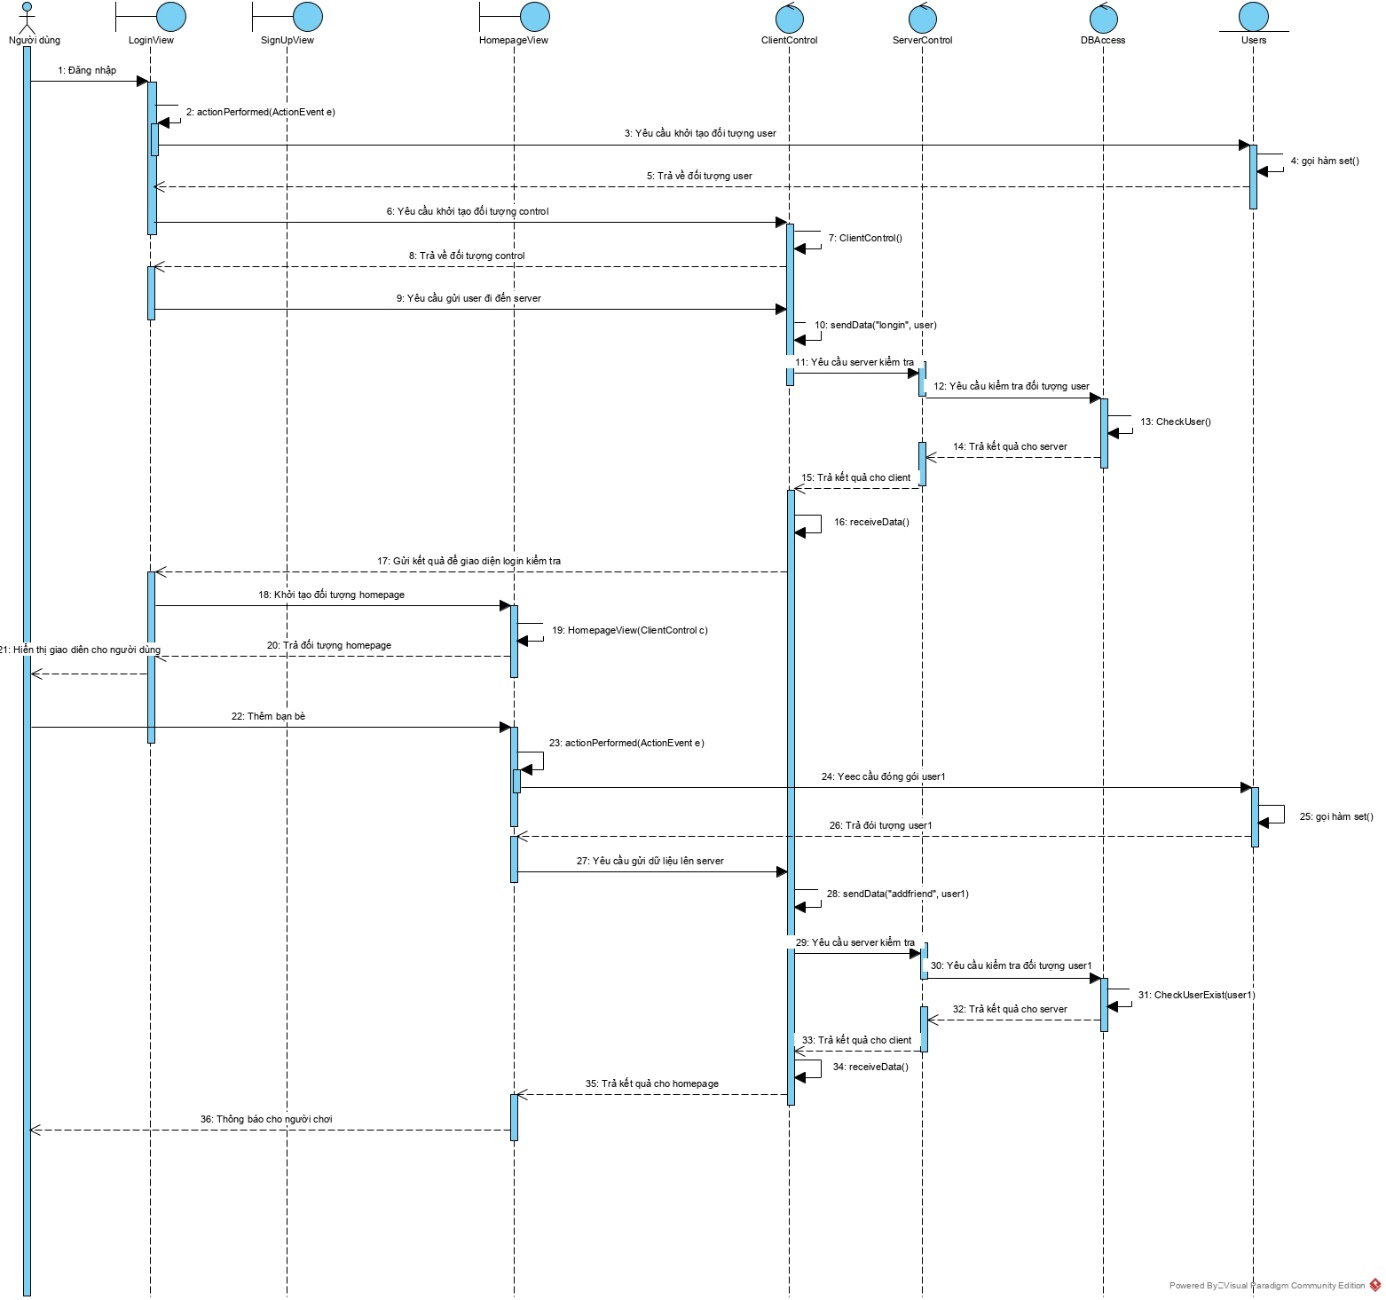 Người dùng
LoginView
SignUpView
HomepageView
ClientControl
ServerControl
DBAccess
Users
1: Đăng nhập
2: actionPerformed(ActionEvent e)
3: Yêu cầu khởi tạo đối tượng user
4: gọi hàm set()
5: Trả về đối tượng user
6: Yêu cầu khởi tạo đối tượng control
7: ClientControl()
8: Trả về đối tượng control
9: Yêu cầu gửi user đi đến server
10: sendData("longin", user)
11: Yêu cầu server kiểm tra
12: Yêu cầu kiểm tra đối tượng user
13: CheckUser()
14: Trả kết quả cho server
15: Trả kết quả cho client
16: receiveData()
17: Gửi kết quả để giao diện login kiểm tra
18: Khởi tạo đối tượng homepage
19: HomepageView(ClientControl c)
20: Trả đối tượng homepage
21: Hiển thị giao diên cho người dùng
22: Thêm bạn bè
23: actionPerformed(ActionEvent e)
24: Yeec cầu đóng gói user1
25: gọi hàm set()
26: Trả đói tượng user1
27: Yêu cầu gửi dữ liệu lên server
28: sendData("addfriend", user1)
29: Yêu cầu server kiểm tra
30: Yêu cầu kiểm tra đối tượng user1
31: CheckUserExist(user1)
32: Trả kết quả cho server
33: Trả kết quả cho client
34: receiveData()
35: Trả kết quả cho homepage
36: Thông báo cho người chơi
Powered By Visual Paradigm Community Edition